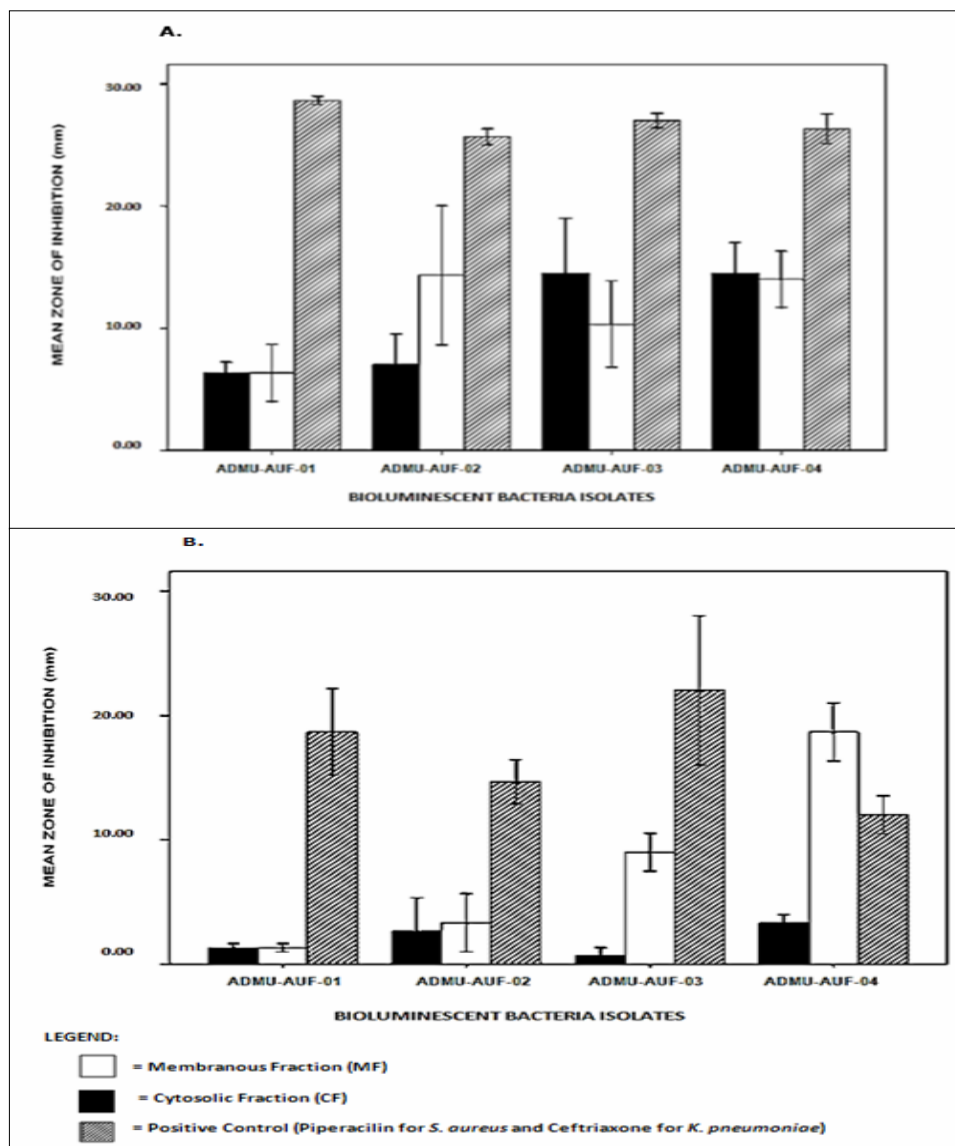 A.
MEAN ZONE OF INHIBITION (mm)
30.00
20.00
10.00
0.00
ADMU-AUF-01 ADMU-AUF-02 ADMU-AUF-03 ADMU-AUF-04
BIOLUMINESCENT BACTERIA ISOLATES
B.
MEAN ZONE OF INHIBITION (mm)
30.00
20.00
10.00
0.00
ADMU-AUF-01 ADMU-AUF-02 ADMU-AUF-03 ADMU-AUF-04
BIOLUMINESCENT BACTERIA ISOLATES
LEGEND:
= Membranous Fraction (MF)
= Cytosolic Fraction (CF)
= Positive Control (Piperacilin for S. aureus and Ceftriaxone for K. pneumoniae)